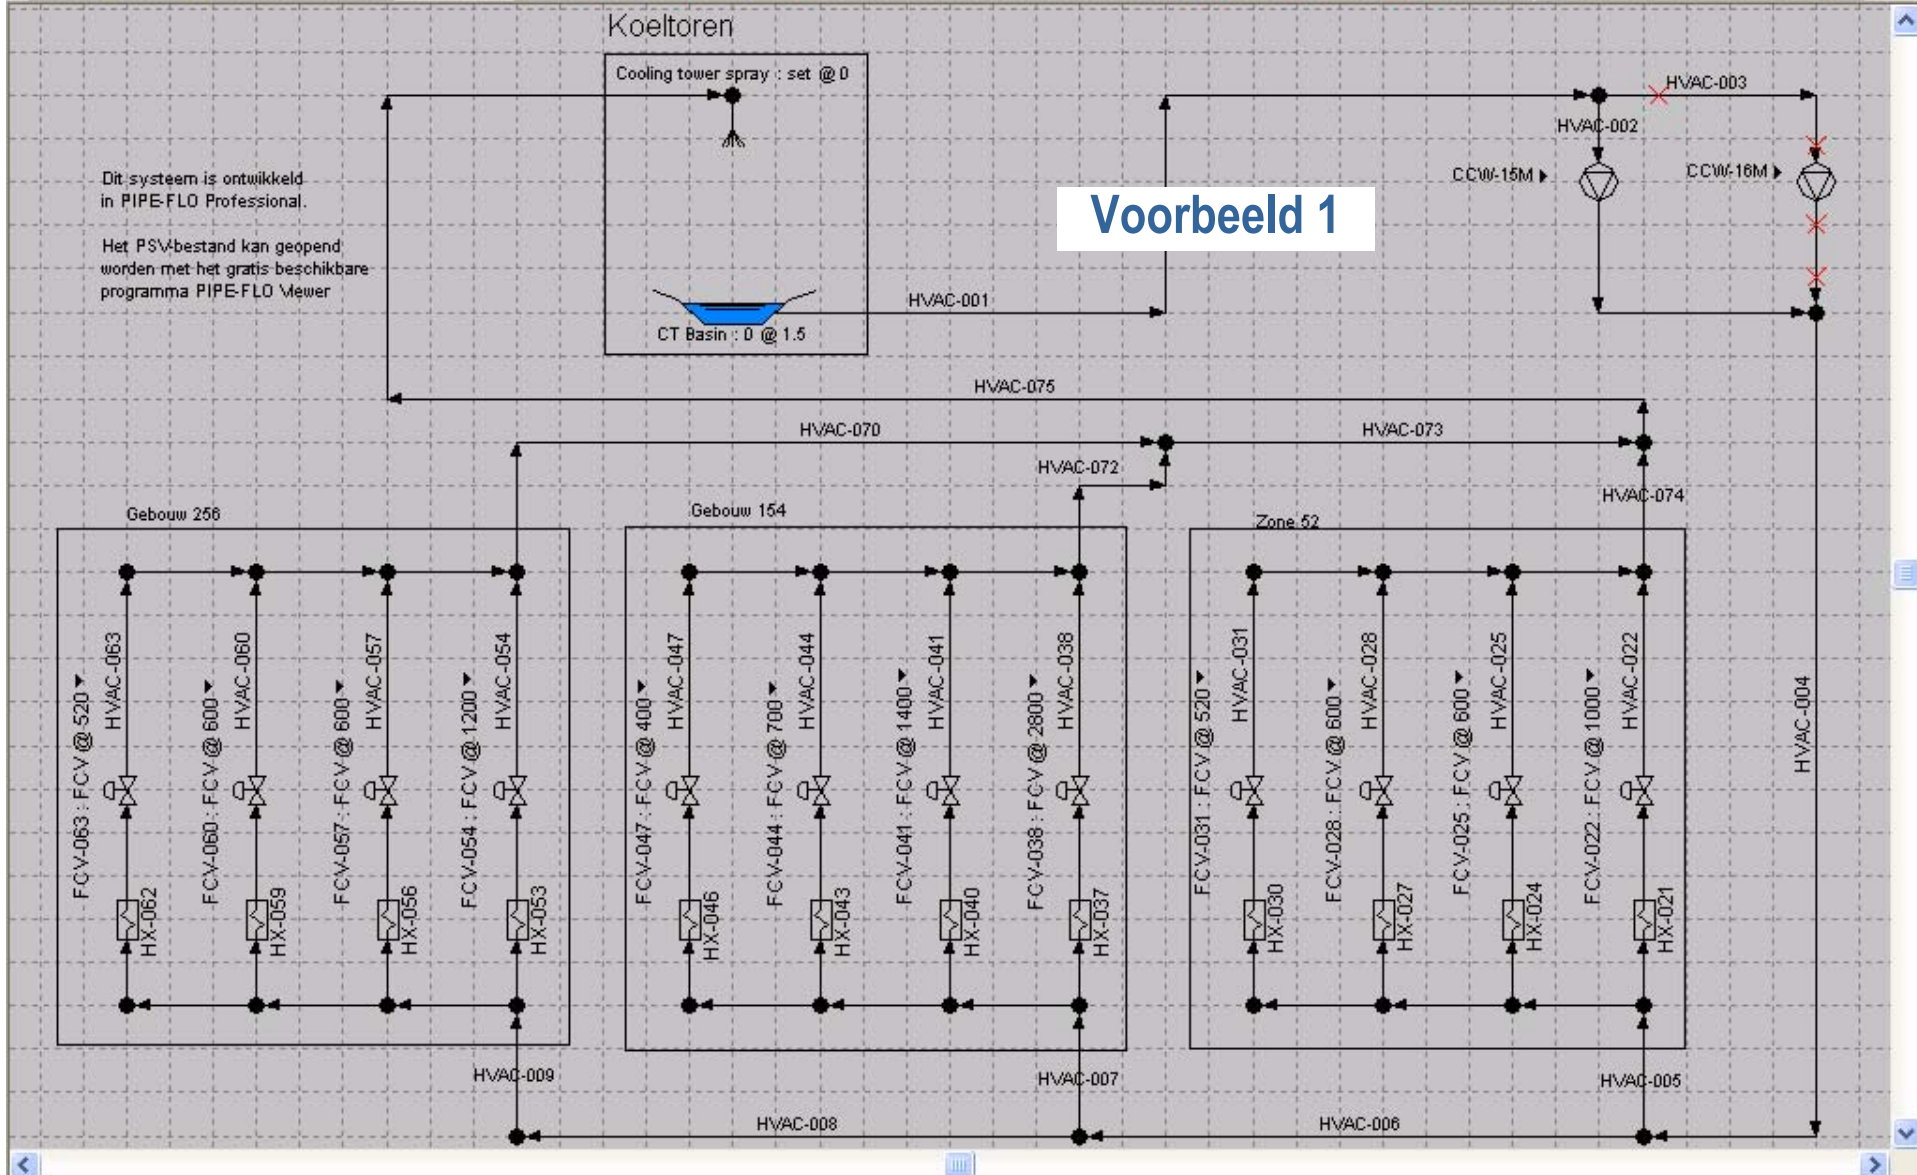 Koeltoren
Cooling tower spray : set @ 0
HVAC-003
HVAC-002
CCW-15M
CCW-16M
Dit systeem is ontwikkeld
in PIPE-FLO Professional.
Het PSV-bestand kan geopend
worden met het gratis beschikbare
programma PIPE-FLO Viewer
Voorbeeld 1
HVAC-001
CT Basin : 0 @ 1.5
HVAC-075
HVAC-070
HVAC-073
HVAC-072
HVAC-074
Gebouw 256
Gebouw 154
Zone 52
FCV-063 : FCV @ 520
HVAC-063
HX-062
FCV-060 : FCV @ 600
HVAC-060
HX-059
FCV-057 : FCV @ 600
HVAC-057
HX-056
FCV-054 : FCV @ 1200
HVAC-054
HX-053
FCV-047 : FCV @ 400
HVAC-047
HX-046
FCV-044 : FCV @ 700
HVAC-044
HX-043
FCV-041 : FCV @ 1400
HVAC-041
HX-040
FCV-038 : FCV @ 2800
HVAC-038
HX-037
FCV-031 : FCV @ 520
HVAC-031
HX-030
FCV-028 : FCV @ 600
HVAC-028
HX-027
FCV-025 : FCV @ 600
HVAC-025
HX-024
FCV-022 : FCV @ 1000
HVAC-022
HX-021
HVAC-004
HVAC-009
HVAC-007
HVAC-005
HVAC-008
HVAC-006